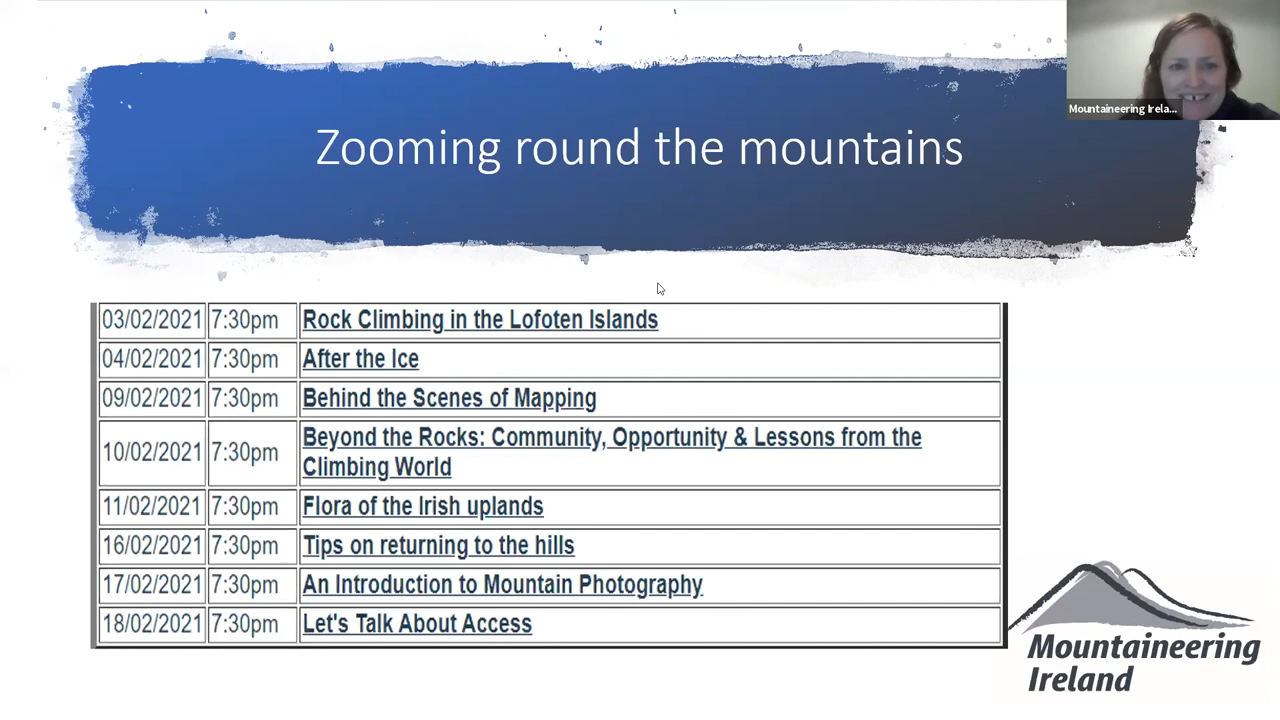 Mountaineering Irela...
Zooming round the mountains
03/02/2021 7:30pm Rock Climbing in the Lofoten Islands
04/02/2021 7:30pm After the Ice
09/02/2021 7:30pm Behind the Scenes of Mapping
10/02/2021 7:30pm Beyond the Rocks: Community, Opportunity & Lessons from the
Climbing World
11/02/2021 7:30pm Flora of the Irish uplands
16/02/2021 7:30pm Tips on returning to the hills
17/02/2021 7:30pm An Introduction to Mountain Photography
18/02/2021 7:30pm Let's Talk About Access
Mountaineering
Ireland